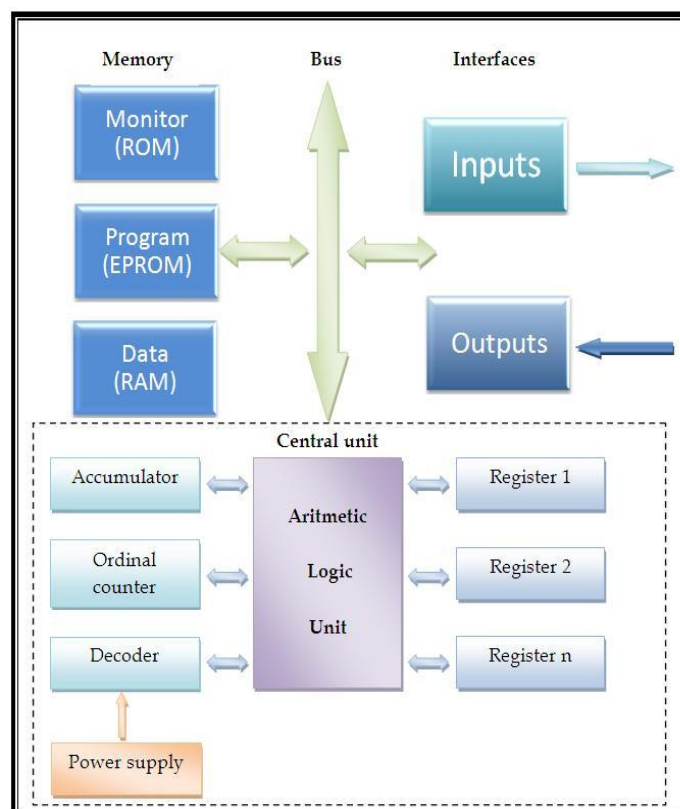 Memory
Bus
Interfaces
Monitor
(ROM)
Inputs
Program
(EPROM)
Data
(RAM)
Outputs
Central unit
Accumulator
Aritmetic
Logic
Unit
Register 1
Ordinal
counter
Register 2
Decoder
Register n
Power supply